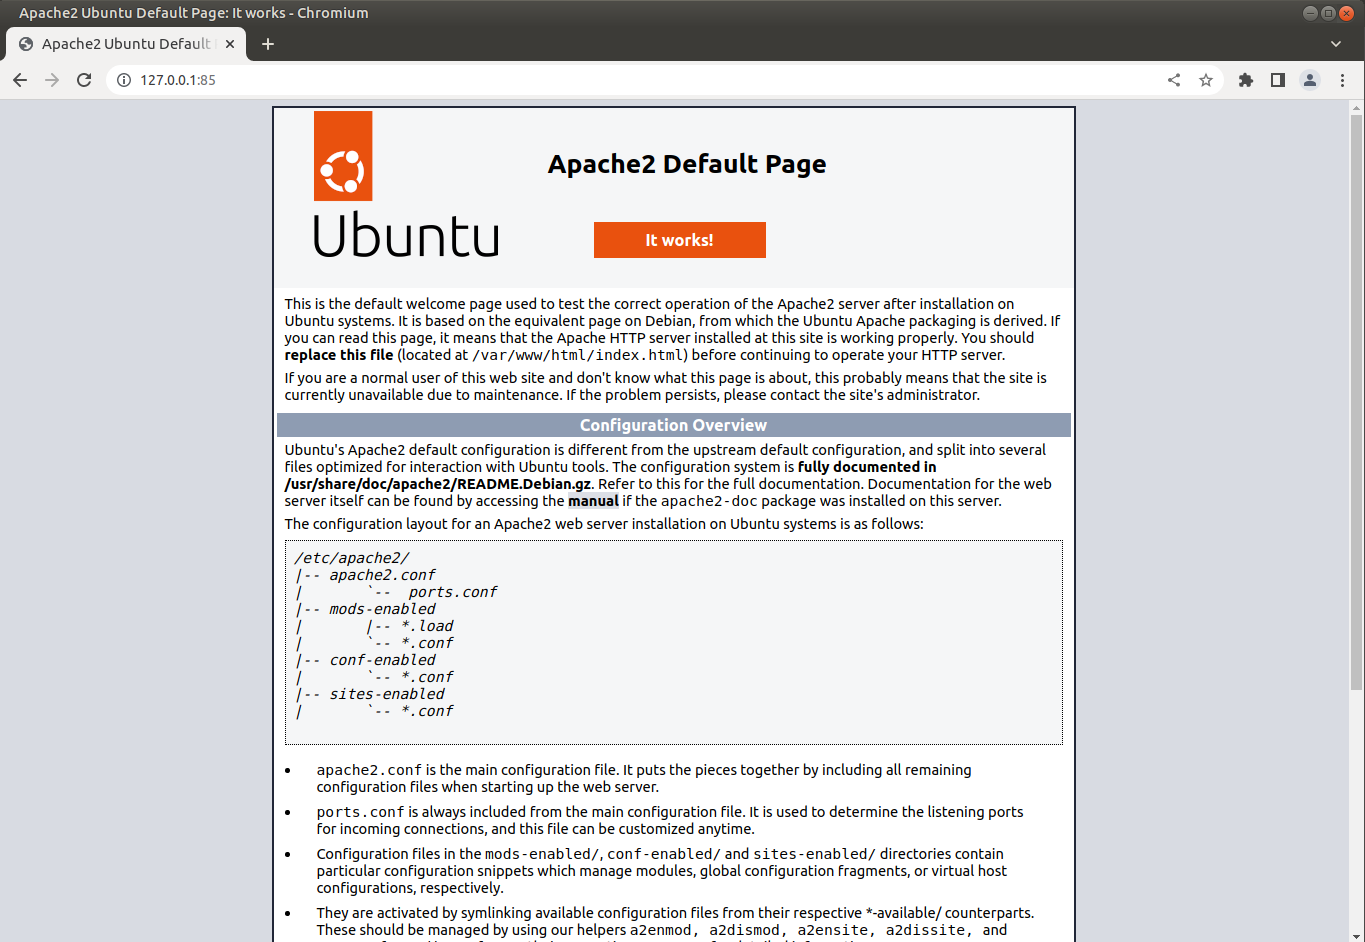 Apache2 Ubuntu Default Page: It works - Chromium
Apache2 Ubuntu Default
127.0.0.1:85
Apache2 Default Page
Ubuntu
It works!
This is the default welcome page used to test the correct operation of the Apache2 server after installation on
Ubuntu systems. It is based on the equivalent page on Debian, from which the Ubuntu Apache packaging is derived. If
you can read this page, it means that the Apache HTTP server installed at this site is working properly. You should
replace this file (located at /var/www/html/index.html) before continuing to operate your HTTP server.
If you are a normal user of this web site and don't know what this page is about, this probably means that the site is
currently unavailable due to maintenance. If the problem persists, please contact the site's administrator.
Configuration Overview
Ubuntu's Apache2 default configuration is different from the upstream default configuration, and split into several
files optimized for interaction with Ubuntu tools. The configuration system is fully documented in
/usr/share/doc/apache2/README.Debian.gz. Refer to this for the full documentation. Documentation for the web
server itself can be found by accessing the manual if the apache2-doc package was installed on this server.
The configuration layout for an Apache2 web server installation on Ubuntu systems is as follows:
/etc/apache2/
|-- apache2.conf
|       `--  ports.conf
|-- mods-enabled
|       |-- *.load
|       `-- *.conf
|-- conf-enabled
|       `-- *.conf
|-- sites-enabled
|       `-- *.conf
• apache2.conf is the main configuration file. It puts the pieces together by including all remaining
configuration files when starting up the web server.
• ports.conf is always included from the main configuration file. It is used to determine the listening ports
for incoming connections, and this file can be customized anytime.
• Configuration files in the mods-enabled/, conf-enabled/ and sites-enabled/ directories contain
particular configuration snippets which manage modules, global configuration fragments, or virtual host
configurations, respectively.
• They are activated by symlinking available configuration files from their respective *-available/ counterparts.
These should be managed by using our helpers a2enmod, a2dismod, a2ensite, a2dissite, and